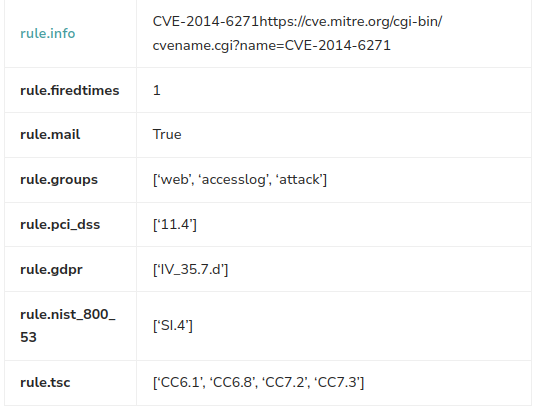 rule.info
CVE-2014-6271https://cve.mitre.org/cgi-bin/
cvename.cgi?name=CVE-2014-6271
rule.firedtimes
1
rule.mail
True
rule.groups
[‘web’, ‘accesslog’, ‘attack’]
rule.pci_dss
[‘11.4’]
rule.gdpr
[‘IV_35.7.d’]
rule.nist_800_
53
[‘SI.4’]
rule.tsc
[‘CC6.1’, ‘CC6.8’, ‘CC7.2’, ‘CC7.3’]